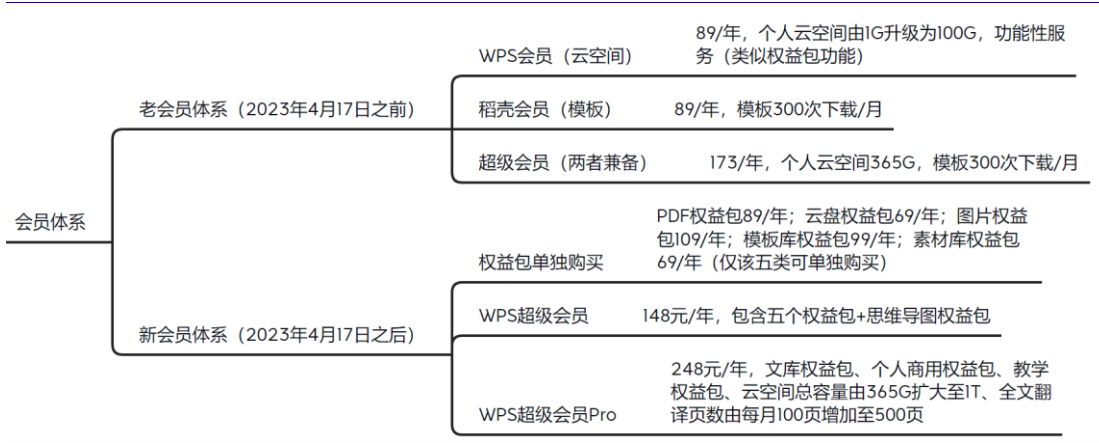 会员体系
老会员体系（2023年4月17日之前）
WPS会员（云空间）
89/年，个人云空间由1G升级为100G，功能性服
务（类似权益包功能）
稻壳会员（模板）
89/年，模板300次下载/月
超级会员（两者兼备）
173/年，个人云空间365G，模板300次下载/月
新会员体系（2023年4月17日之后）
权益包单独购买
PDF权益包89/年；云盘权益包69/年；图片权益
包109/年；模板库权益包99/年；素材库权益包
69/年（仅该五类可单独购买）
WPS超级会员
148元/年，包含五个权益包+思维导图权益包
WPS超级会员Pro
248元/年，文库权益包、个人商用权益包、教学
权益包、云空间总容量由365G扩大至1T、全文翻
译页数由每月100页增加至500页